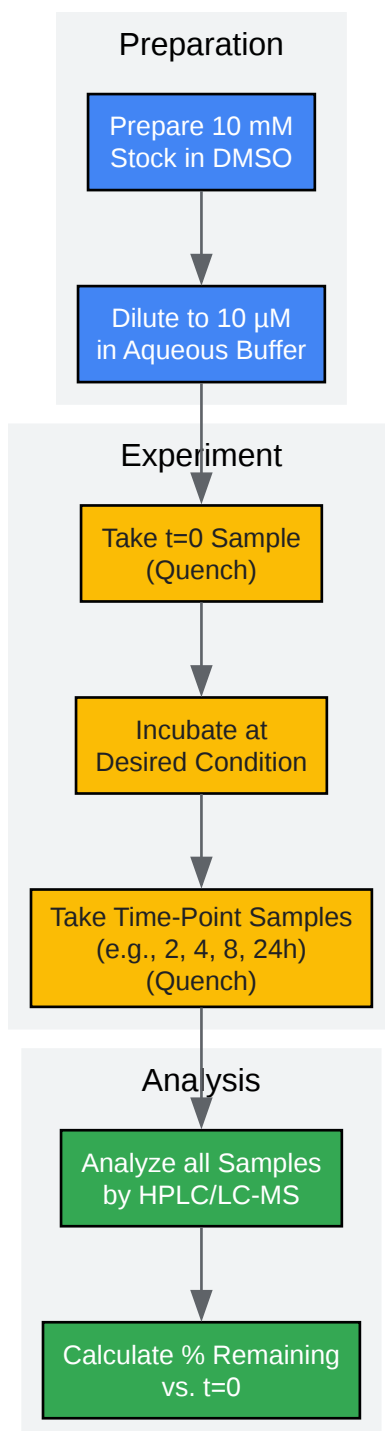 Preparation
Prepare 10 mM
Stock in DMSO
Dilute to 10 µM
in Aqueous Buffer
Experiment
Take t=0 Sample
(Quench)
Incubate at
Desired Condition
Take Time-Point Samples
(e.g., 2, 4, 8, 24h)
(Quench)
Analysis
Analyze all Samples
by HPLC/LC-MS
Calculate % Remaining
vs. t=0